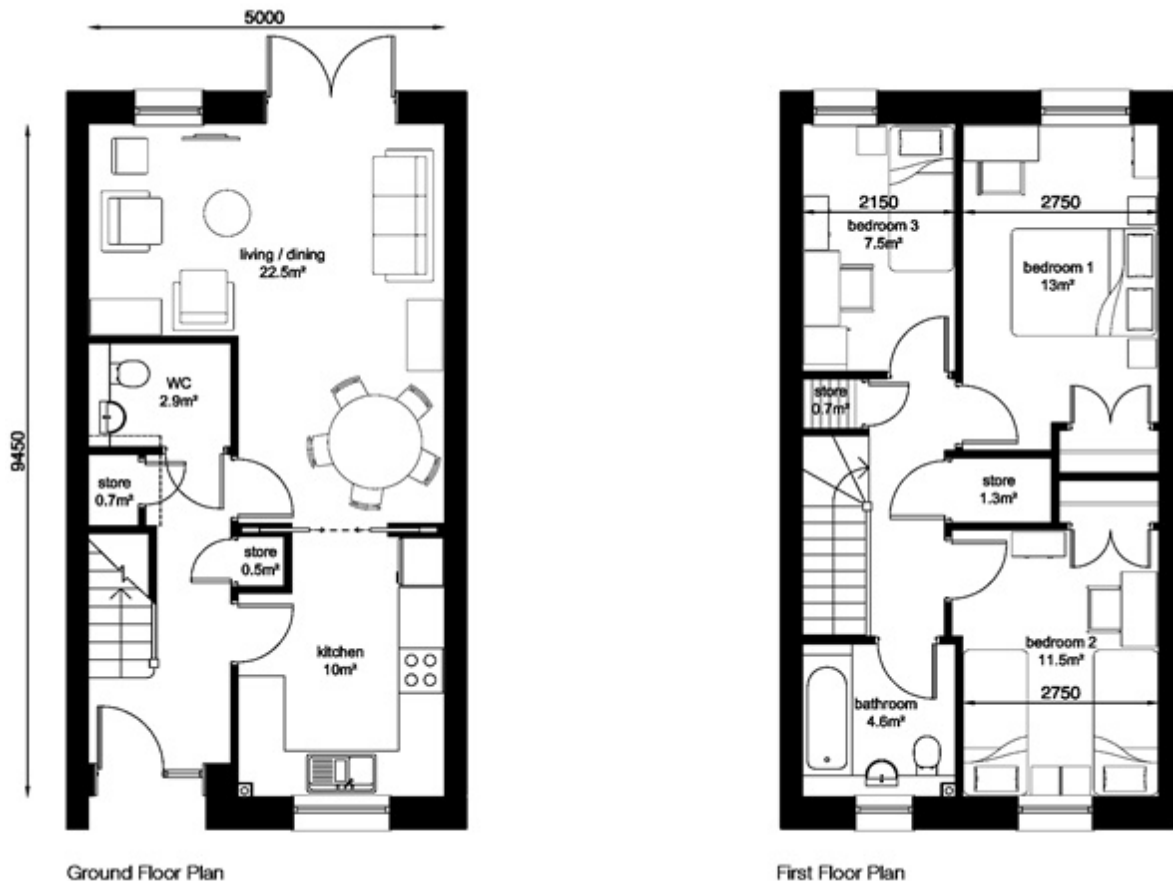 5000
9450
living / dining
22.5m²
WC
2.9m²
store
0.7m²
store
0.5m²
kitchen
10m²
Ground Floor Plan
2150
bedroom 3
7.5m²
2750
bedroom 1
13m²
store
0.7m²
store
1.3m²
bedroom 2
11.5m²
2750
bathroom
4.6m²
First Floor Plan